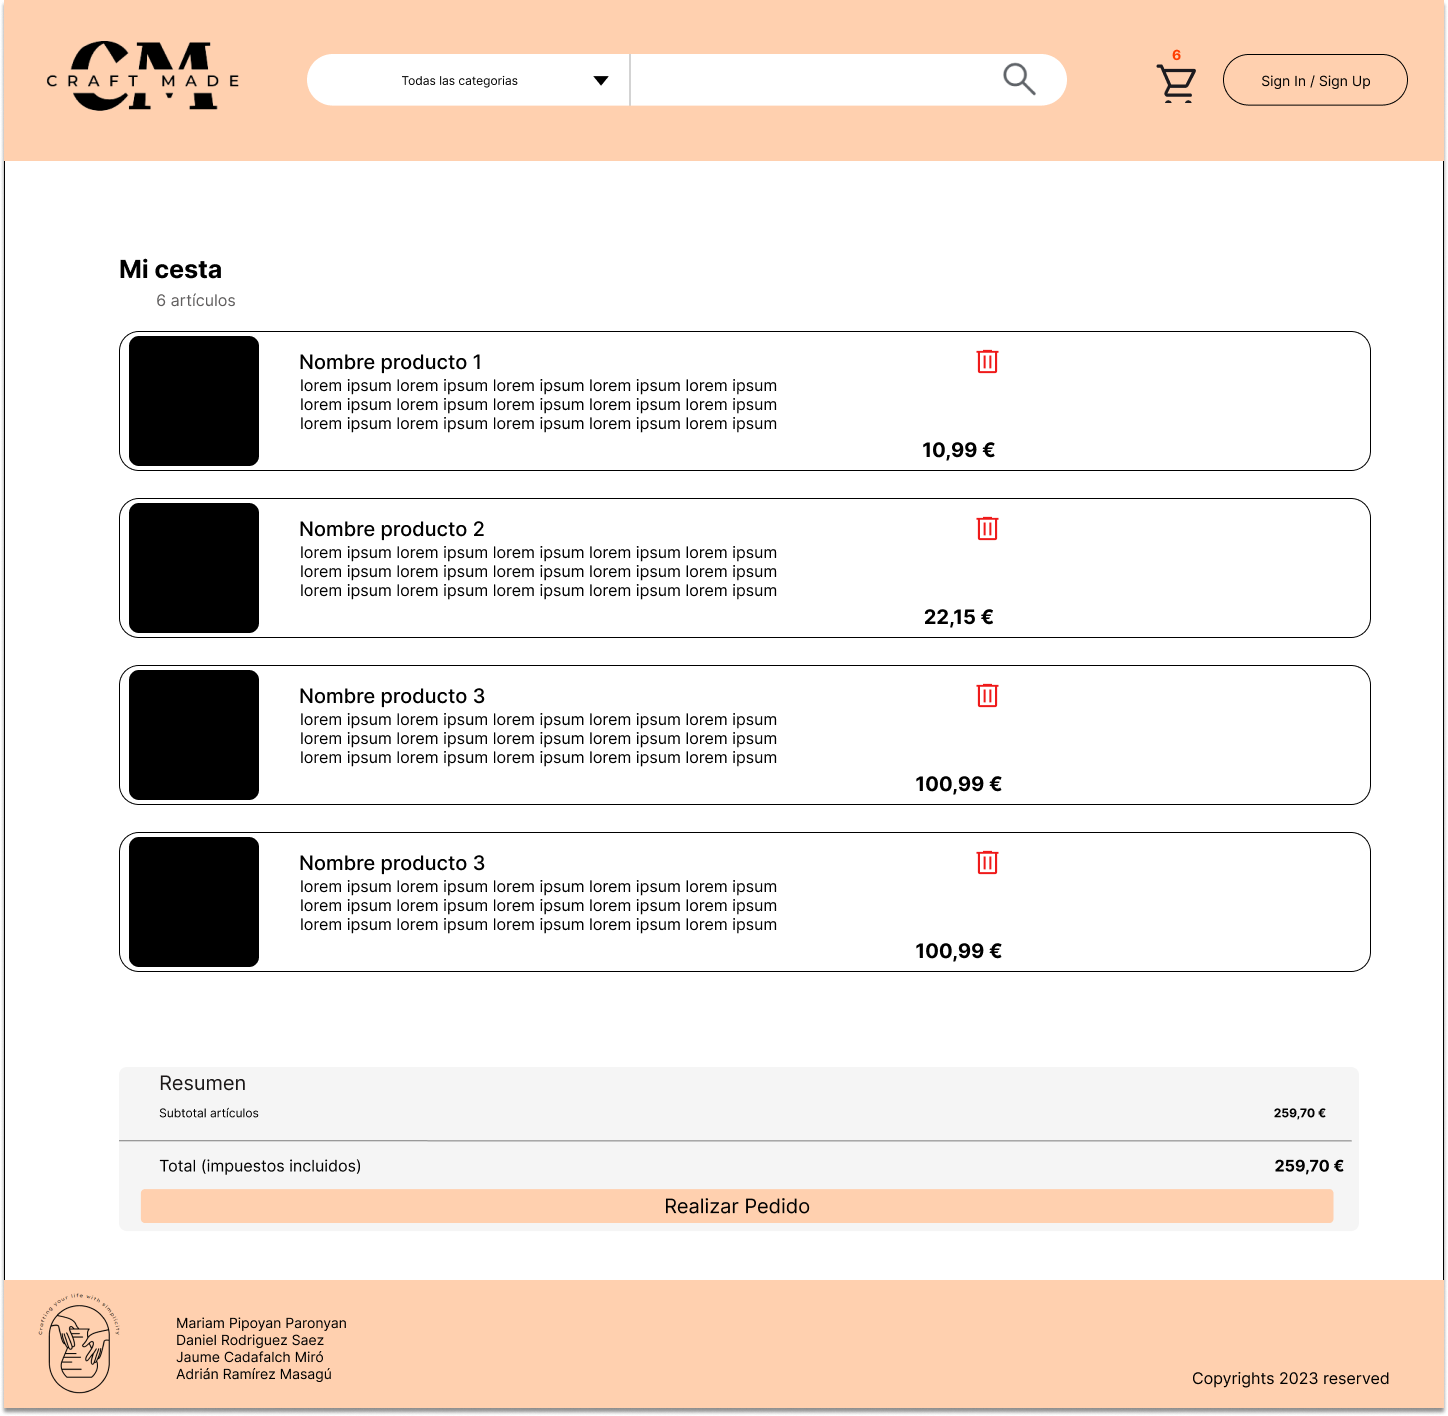 CM
CRAFT MADE
Todas las categorias
6
Sign In / Sign Up
Mi cesta
6 artículos
Nombre producto 1
lorem ipsum lorem ipsum lorem ipsum lorem ipsum lorem ipsum
lorem ipsum lorem ipsum lorem ipsum lorem ipsum lorem ipsum
lorem ipsum lorem ipsum lorem ipsum lorem ipsum lorem ipsum
10,99 €
Nombre producto 2
lorem ipsum lorem ipsum lorem ipsum lorem ipsum lorem ipsum
lorem ipsum lorem ipsum lorem ipsum lorem ipsum lorem ipsum
lorem ipsum lorem ipsum lorem ipsum lorem ipsum lorem ipsum
22,15 €
Nombre producto 3
lorem ipsum lorem ipsum lorem ipsum lorem ipsum lorem ipsum
lorem ipsum lorem ipsum lorem ipsum lorem ipsum lorem ipsum
lorem ipsum lorem ipsum lorem ipsum lorem ipsum lorem ipsum
100,99 €
Nombre producto 3
lorem ipsum lorem ipsum lorem ipsum lorem ipsum lorem ipsum
lorem ipsum lorem ipsum lorem ipsum lorem ipsum lorem ipsum
lorem ipsum lorem ipsum lorem ipsum lorem ipsum lorem ipsum
100,99 €
Resumen
Subtotal artículos 259,70 €
Total (impuestos incluidos) 259,70 €
Realizar Pedido
Crafting your life with simplicity
Mariam Pipoyan Paronyan
Daniel Rodriguez Saez
Jaume Cadafalch Miró
Adrián Ramírez Masagú
Copyrights 2023 reserved